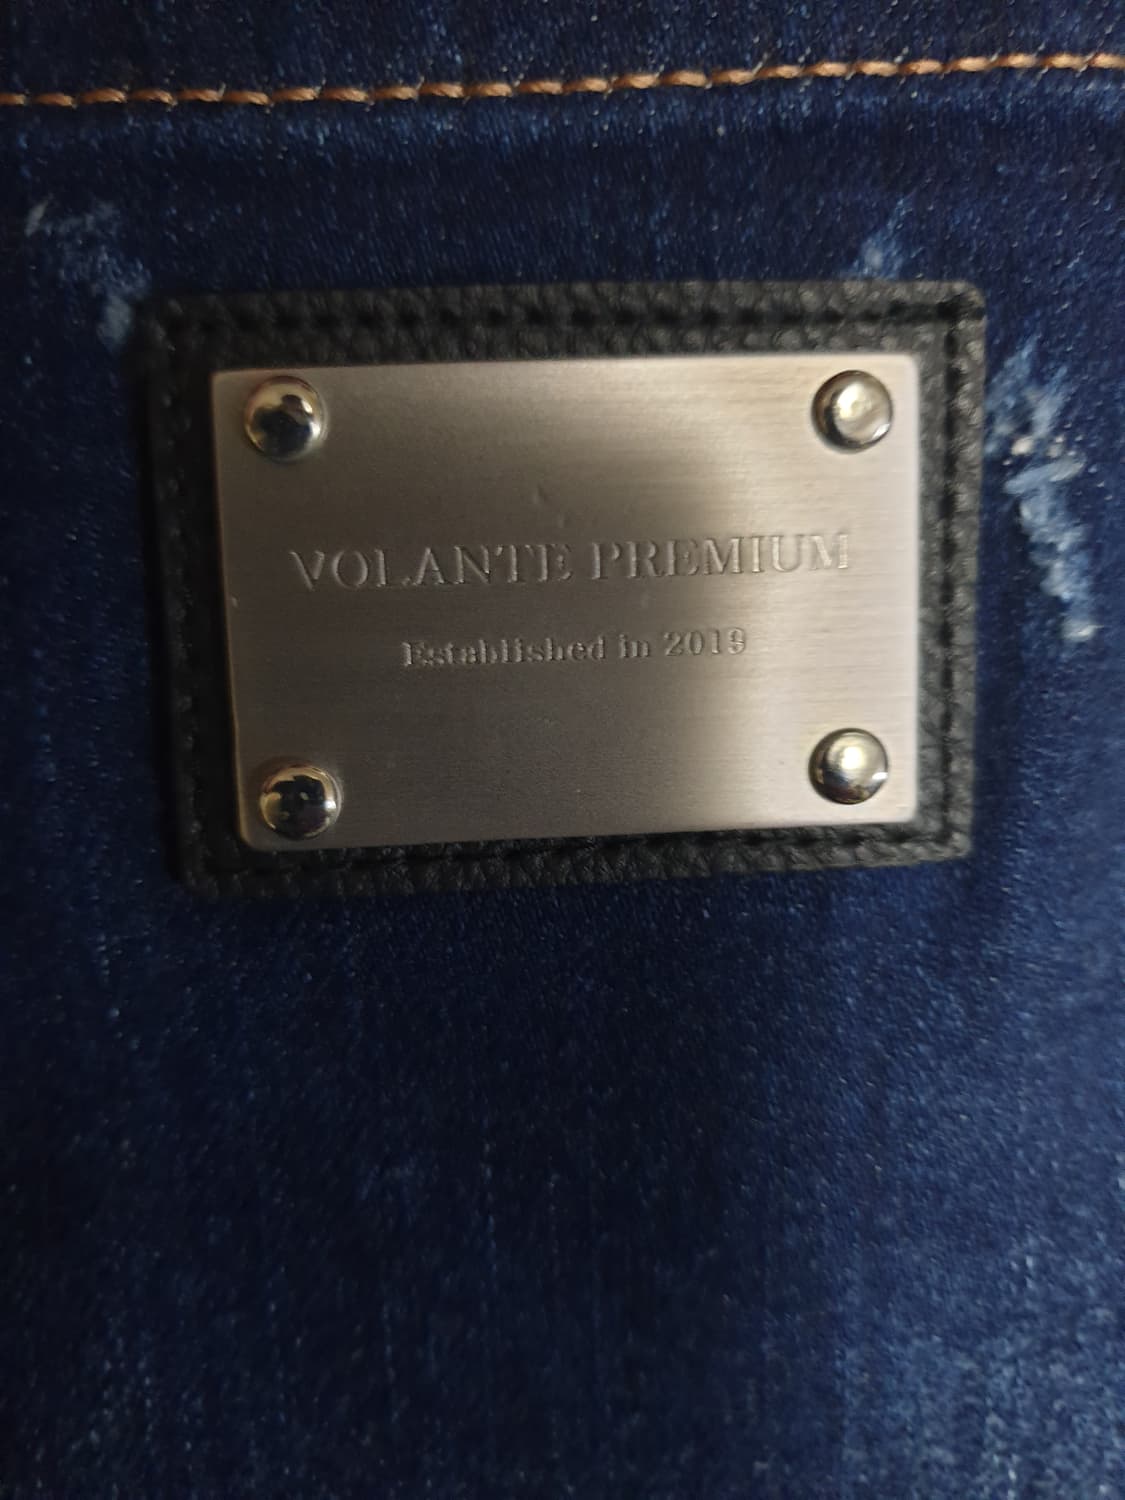 VOLANTE PREMIUM
Established in 2019